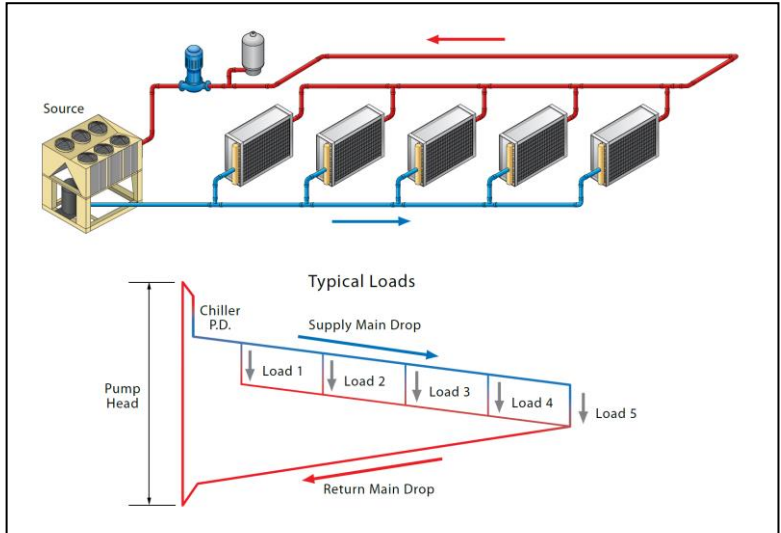 Source
Typical Loads
Chiller
P.D.
Supply Main Drop
Load 1
Load 2
Load 3
Load 4
Load 5
Pump
Head
Return Main Drop